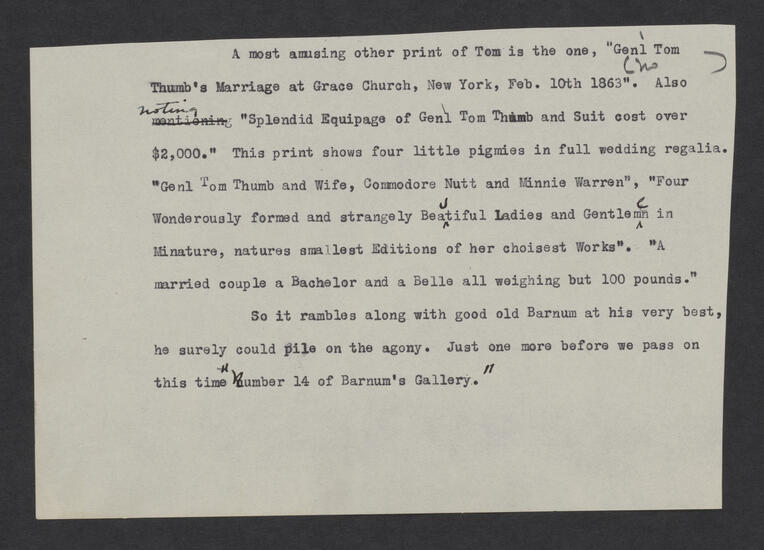 A most amusing other print of Tom is the one, "Genl Tom
(no )
Thumb's Marriage at Grace Church, New York, Feb. 10th 1863". Also
noting
mentioning "Splendid Equipage of Genl Tom Thumb and Suit cost over
$2,000." This print shows four little pigmies in full wedding regalia.
"Genl Tom Thumb and Wife, Commodore Nutt and Minnie Warren", "Four
Wonderously formed and strangely Beautiful Ladies and Gentlemen in
Minature, natures smallest Editions of her choisest Works". "A
married couple a Bachelor and a Belle all weighing but 100 pounds."
So it rambles along with good old Barnum at his very best,
he surely could pile on the agony. Just one more before we pass on
this time "Number 14 of Barnum's Gallery."